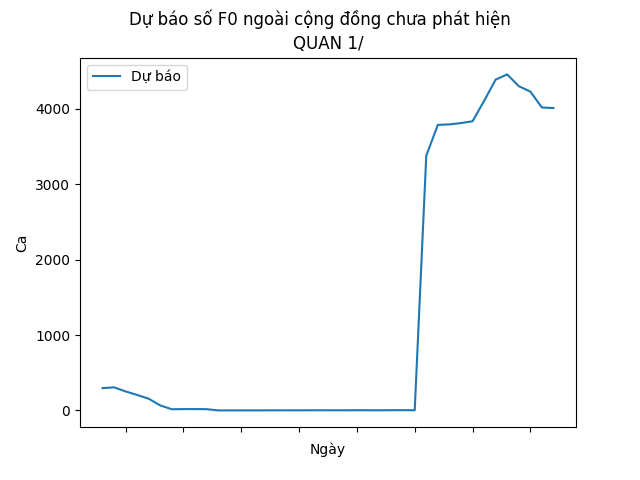 Dự báo số F0 ngoài cộng đồng chưa phát hiện
QUAN 1/
Dự báo
4000
3000
2000
1000
0
Ca
Ngày